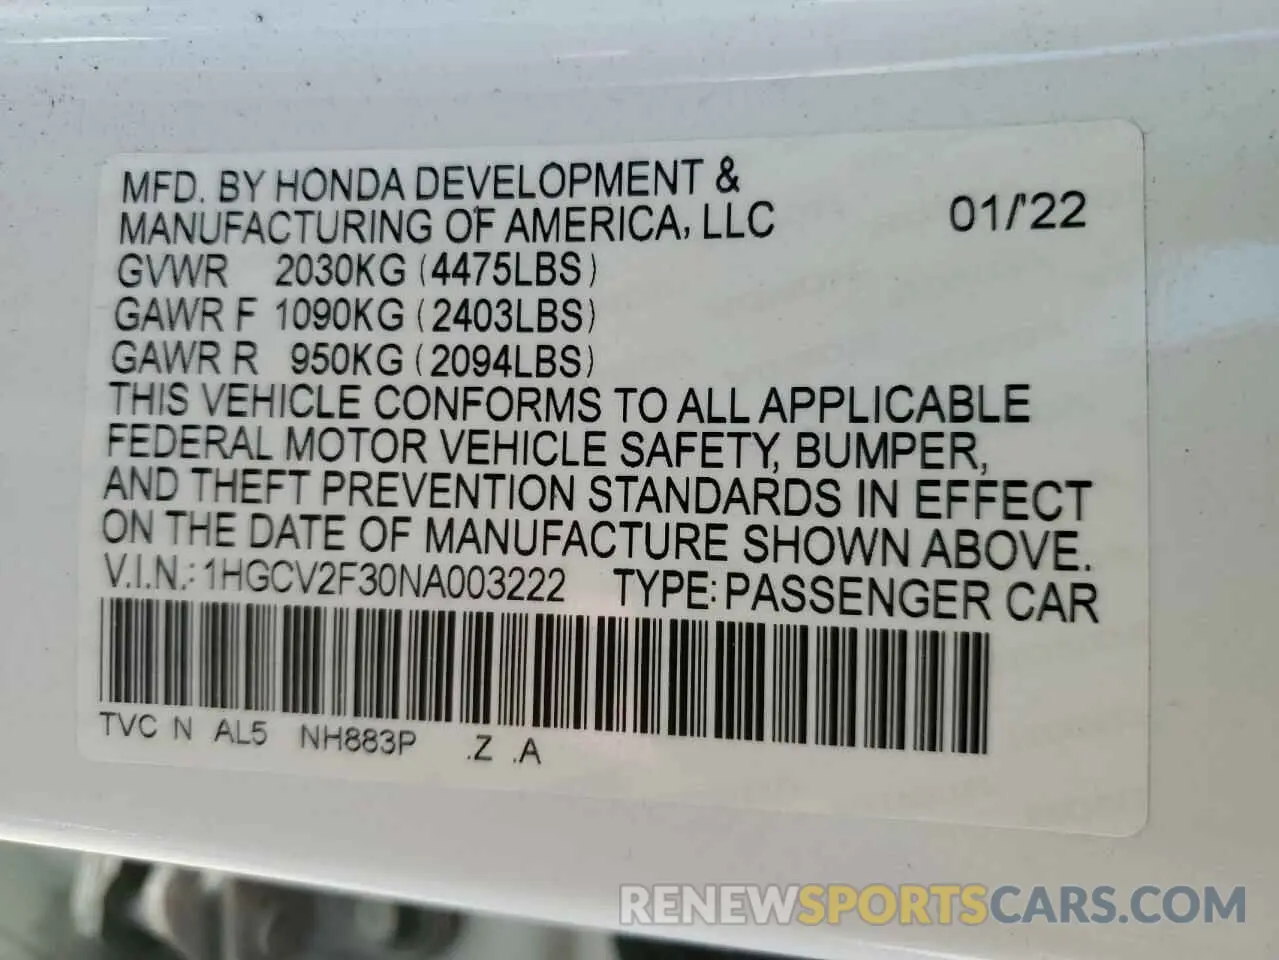 MFD. BY HONDA DEVELOPMENT &
MANUFACTURING OF AMERICA, LLC 01/'22
GVWR 2030KG (4475LBS)
GAWR F 1090KG (2403LBS)
GAWR R 950KG (2094LBS)
THIS VEHICLE CONFORMS TO ALL APPLICABLE
FEDERAL MOTOR VEHICLE SAFETY, BUMPER,
AND THEFT PREVENTION STANDARDS IN EFFECT
ON THE DATE OF MANUFACTURE SHOWN ABOVE.
V.I.N.: 1HGCV2F30NA003222 TYPE: PASSENGER CAR
TVC N AL5 NH883P .Z .A
RENEWSPORTSCARS.COM